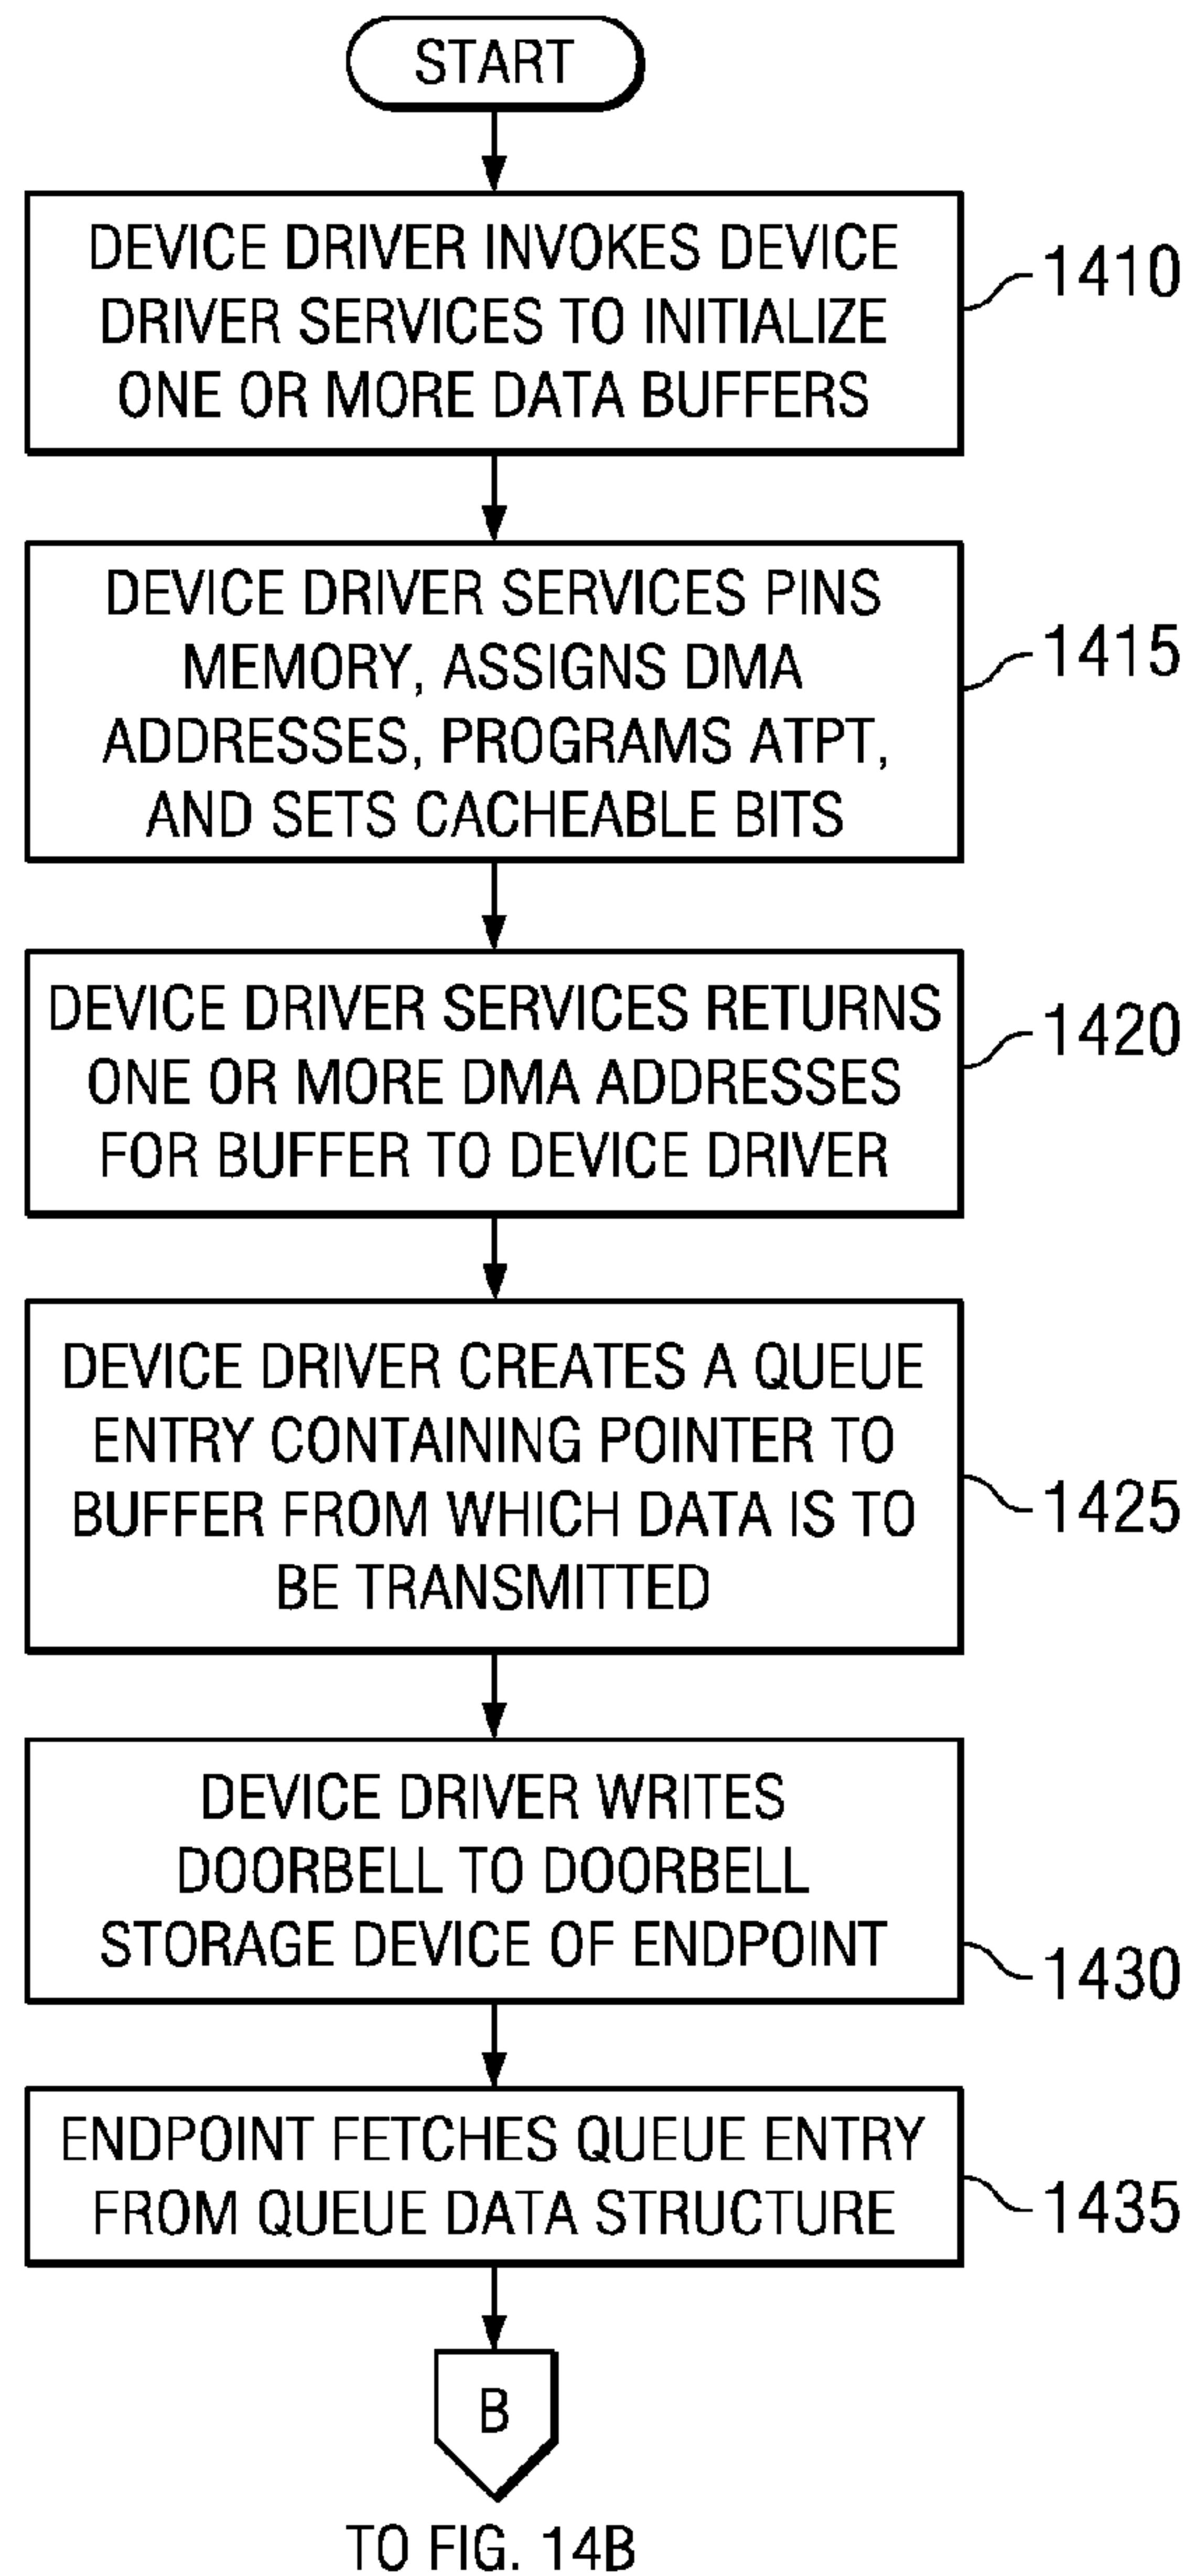 START
DEVICE DRIVER INVOKES DEVICE
DRIVER SERVICES TO INITIALIZE
ONE OR MORE DATA BUFFERS
1410
DEVICE DRIVER SERVICES PINS
MEMORY, ASSIGNS DMA
ADDRESSES, PROGRAMS ATPT,
AND SETS CACHEABLE BITS
1415
DEVICE DRIVER SERVICES RETURNS
ONE OR MORE DMA ADDRESSES
FOR BUFFER TO DEVICE DRIVER
1420
DEVICE DRIVER CREATES A QUEUE
ENTRY CONTAINING POINTER TO
BUFFER FROM WHICH DATA IS TO
BE TRANSMITTED
1425
DEVICE DRIVER WRITES
DOORBELL TO DOORBELL
STORAGE DEVICE OF ENDPOINT
1430
ENDPOINT FETCHES QUEUE ENTRY
FROM QUEUE DATA STRUCTURE
1435
B
TO FIG. 14B